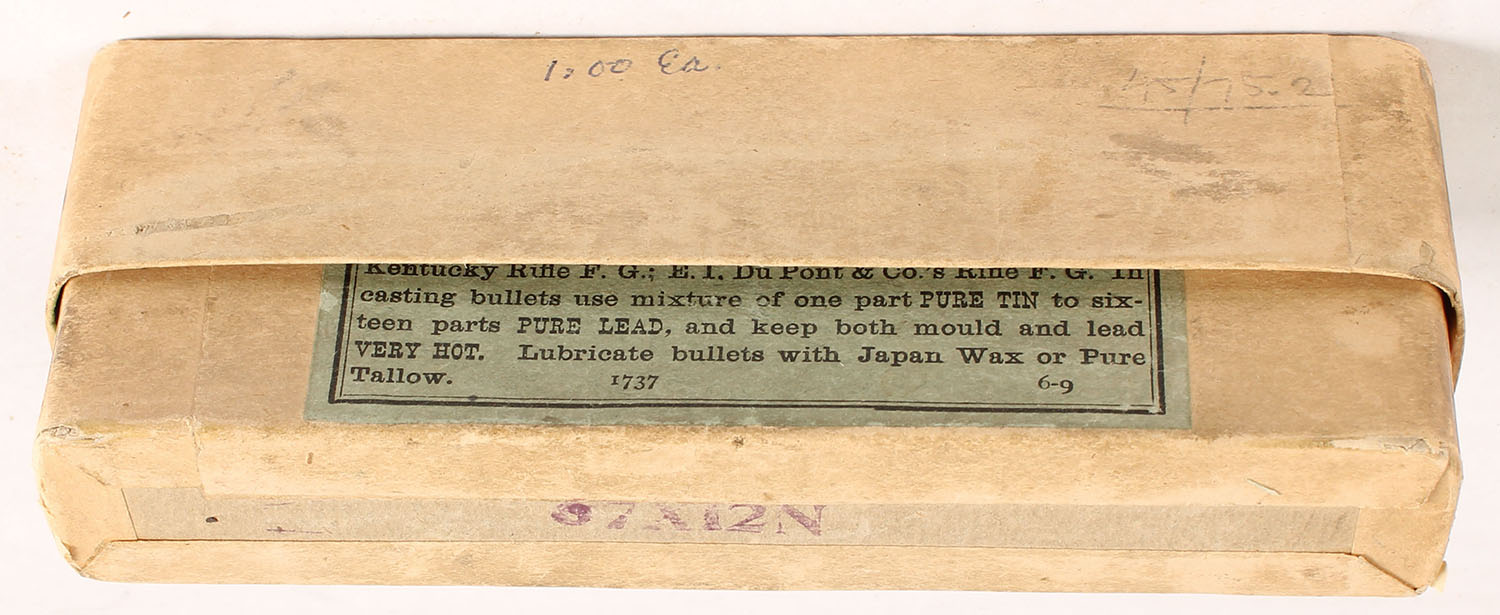 1.00 Ea.
45/75.2
Kentucky Rifle F. G.; E. I. Du Pont & Co.'s Rifle F. G. In
casting bullets use mixture of one part PURE TIN to six-
teen parts PURE LEAD, and keep both mould and lead
VERY HOT. Lubricate bullets with Japan Wax or Pure
Tallow. 1737 6-9